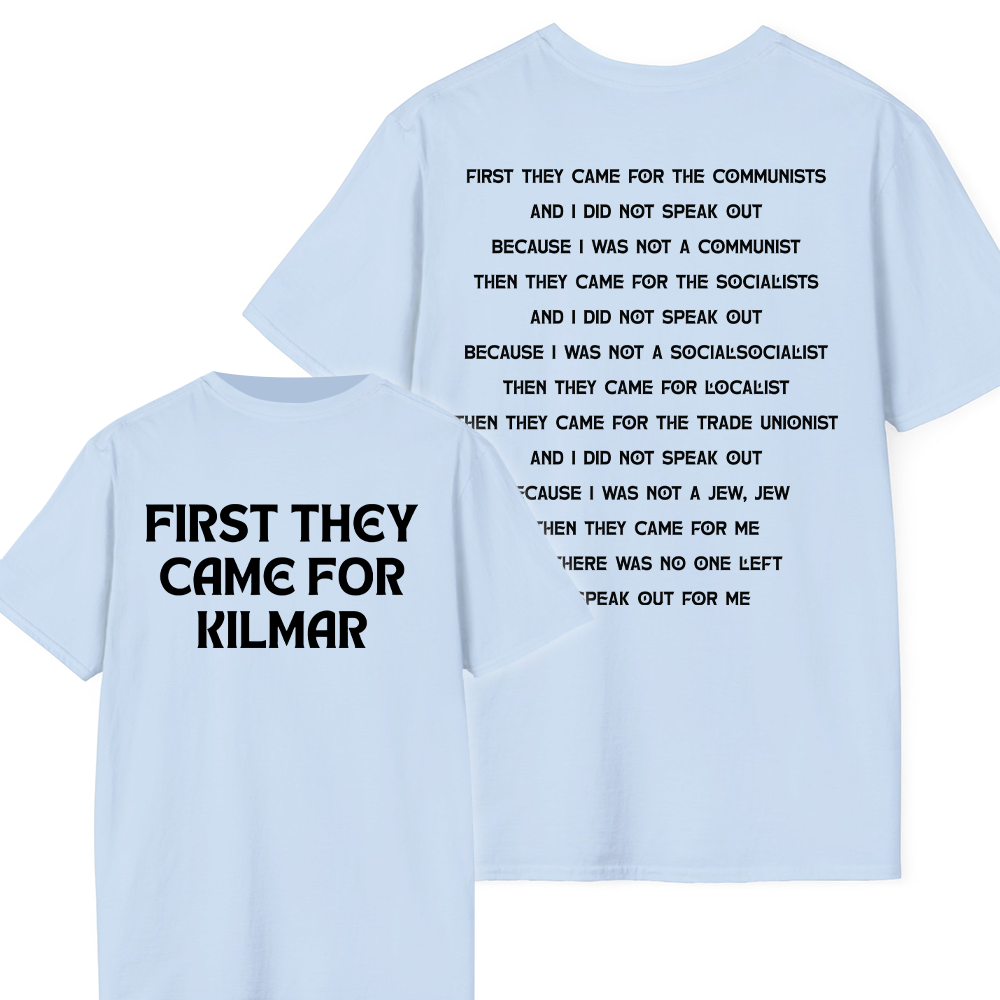 FIRST THEY
CAME FOR
KILMAR
FIRST THEY CAME FOR THE COMMUNISTS
AND I DID NOT SPEAK OUT
BECAUSE I WAS NOT A COMMUNIST
THEN THEY CAME FOR THE SOCIALISTS
AND I DID NOT SPEAK OUT
BECAUSE I WAS NOT A SOCIALSOCIALIST
THEN THEY CAME FOR LOCALIST
THEN THEY CAME FOR THE TRADE UNIONIST
AND I DID NOT SPEAK OUT
ECAUSE I WAS NOT A JEW, JEW
THEN THEY CAME FOR ME
THERE WAS NO ONE LEFT
SPEAK OUT FOR ME